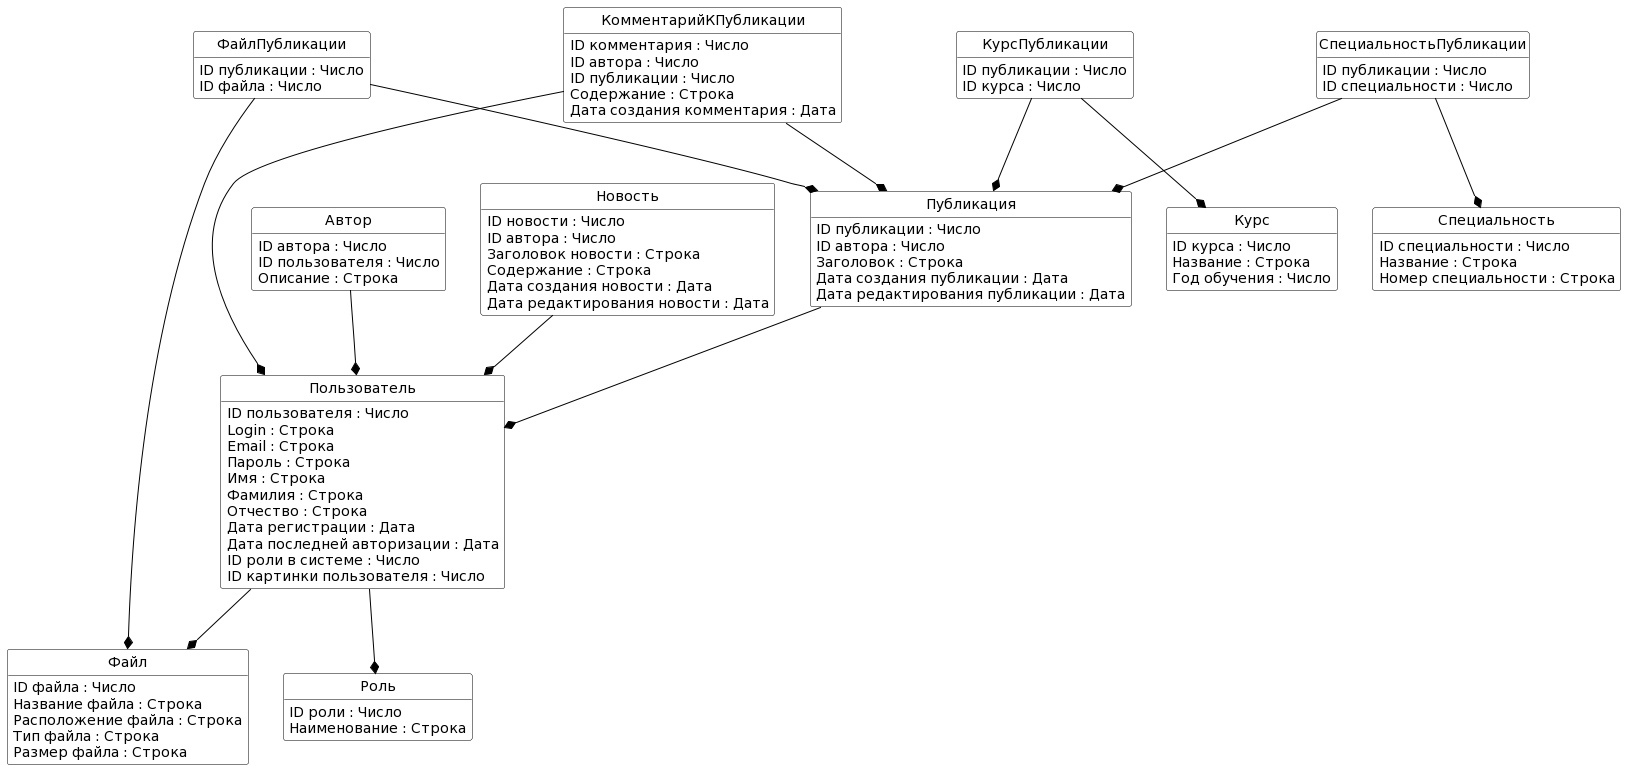 ФайлПубликации
ID публикации : Число
ID файла : Число
КомментарийКПубликации
ID комментария : Число
ID автора : Число
ID публикации : Число
Содержание : Строка
Дата создания комментария : Дата
КурсПубликации
ID публикации : Число
ID курса : Число
СпециальностьПубликации
ID публикации : Число
ID специальности : Число
Автор
ID автора : Число
ID пользователя : Число
Описание : Строка
Новость
ID новости : Число
ID автора : Число
Заголовок новости : Строка
Содержание : Строка
Дата создания новости : Дата
Дата редактирования новости : Дата
Публикация
ID публикации : Число
ID автора : Число
Заголовок : Строка
Дата создания публикации : Дата
Дата редактирования публикации : Дата
Курс
ID курса : Число
Название : Строка
Год обучения : Число
Специальность
ID специальности : Число
Название : Строка
Номер специальности : Строка
Пользователь
ID пользователя : Число
Login : Строка
Email : Строка
Пароль : Строка
Имя : Строка
Фамилия : Строка
Отчество : Строка
Дата регистрации : Дата
Дата последней авторизации : Дата
ID роли в системе : Число
ID картинки пользователя : Число
Файл
ID файла : Число
Название файла : Строка
Расположение файла : Строка
Тип файла : Строка
Размер файла : Строка
Роль
ID роли : Число
Наименование : Строка